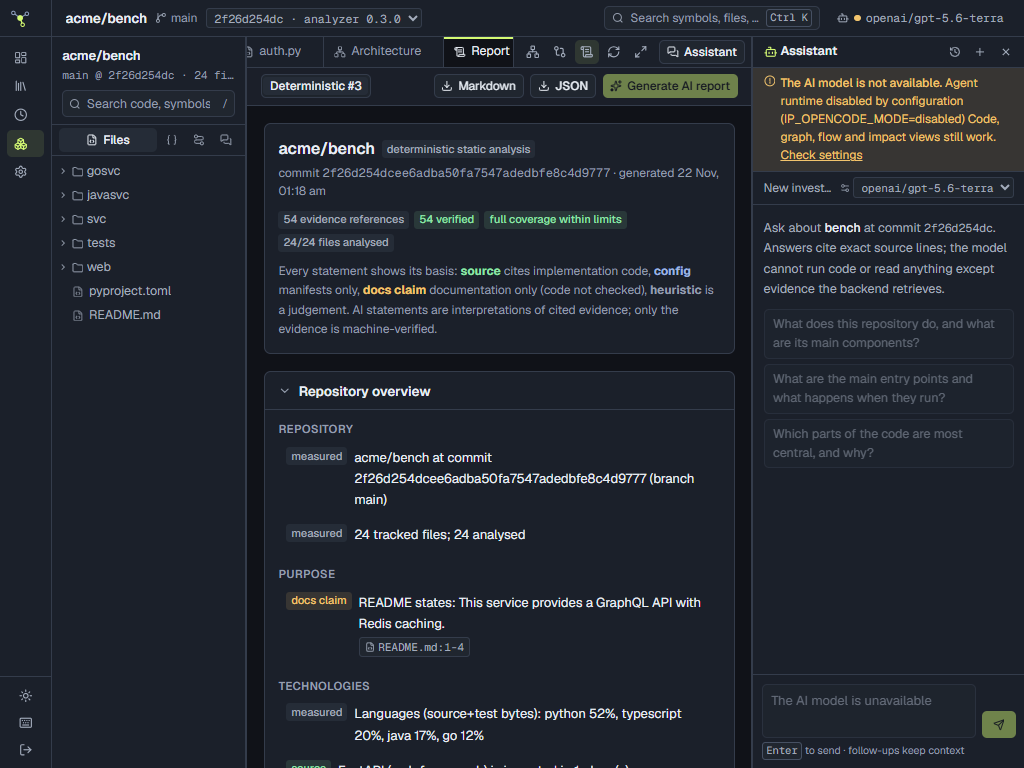 acme/bench main 2f26d254dc · analyzer 0.3.0 Search symbols, files, … Ctrl K openai/gpt-5.6-terra
acme/bench
main @ 2f26d254dc · 24 fi…
Search code, symbols /
Files
gosvc
javasvc
svc
tests
web
pyproject.toml
README.md
auth.py Architecture Report Assistant
Deterministic #3 Markdown JSON Generate AI report
acme/bench deterministic static analysis
commit 2f26d254dcee6adba50fa7547adedbfe8c4d9777 · generated 22 Nov,
01:18 am
54 evidence references 54 verified full coverage within limits
24/24 files analysed
Every statement shows its basis: source cites implementation code, config
manifests only, docs claim documentation only (code not checked), heuristic is
a judgement. AI statements are interpretations of cited evidence; only the
evidence is machine-verified.
Repository overview
REPOSITORY
measured acme/bench at commit
2f26d254dcee6adba50fa7547adedbfe8c4d9777 (branch
main)
measured 24 tracked files; 24 analysed
PURPOSE
docs claim README states: This service provides a GraphQL API with
Redis caching.
README.md:1-4
TECHNOLOGIES
measured Languages (source+test bytes): python 52%, typescript
20%, java 17%, go 12%
Assistant
The AI model is not available. Agent
runtime disabled by configuration
(IP_OPENCODE_MODE=disabled) Code,
graph, flow and impact views still work.
Check settings
New invest… openai/gpt-5.6-terra
Ask about bench at commit 2f26d254dc.
Answers cite exact source lines; the model
cannot run code or read anything except
evidence the backend retrieves.
What does this repository do, and what
are its main components?
What are the main entry points and
what happens when they run?
Which parts of the code are most
central, and why?
The AI model is unavailable
Enter to send · follow-ups keep context